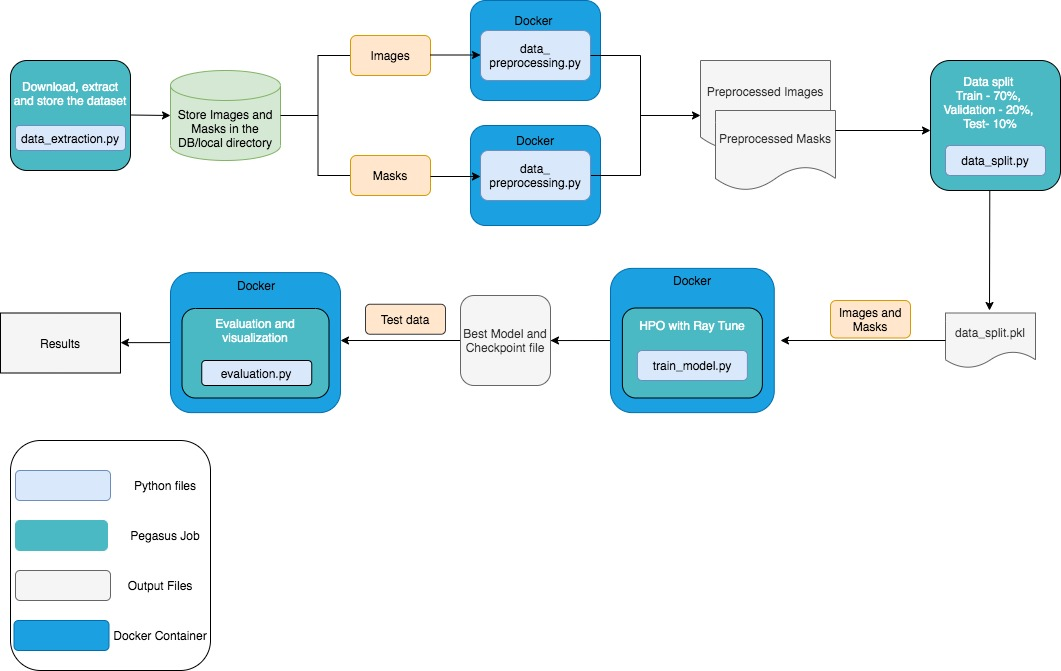 Download, extract
and store the dataset
data_extraction.py
Store Images and
Masks in the
DB/local directory
Images
Masks
Docker
data_
preprocessing.py
Docker
data_
preprocessing.py
Preprocessed Images
Preprocessed Masks
Data split
Train - 70%,
Validation - 20%,
Test- 10%
data_split.py
data_split.pkl
Images and
Masks
Docker
HPO with Ray Tune
train_model.py
Best Model and
Checkpoint file
Test data
Docker
Evaluation and
visualization
evaluation.py
Results
Python files
Pegasus Job
Output Files
Docker Container